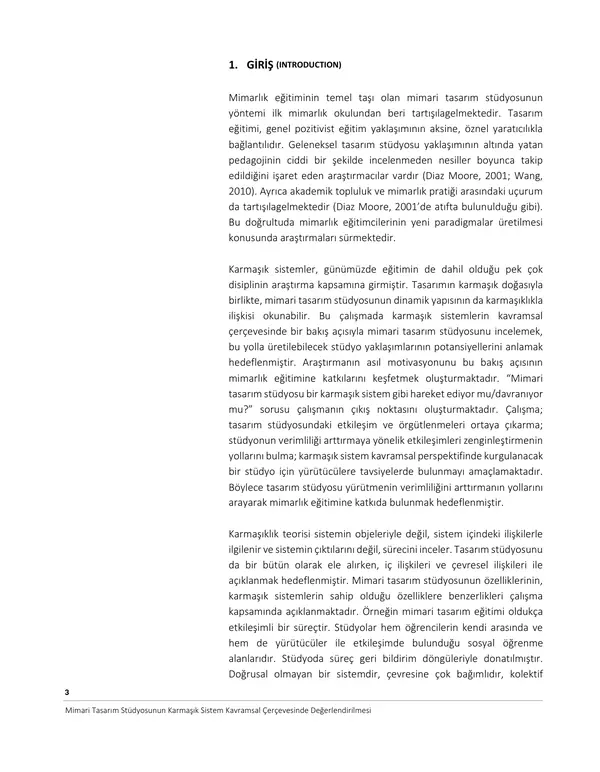 1. GİRİŞ (INTRODUCTION)
Mimarlık eğitiminin temel taşı olan mimari tasarım stüdyosunun
yöntemi ilk mimarlık okulundan beri tartışılagelmektedir. Tasarım
eğitimi, genel pozitivist eğitim yaklaşımının aksine, öznel yaratıcılıkla
bağlantılıdır. Geleneksel tasarım stüdyosu yaklaşımının altında yatan
pedagojinin ciddi bir şekilde incelenmeden nesiller boyunca takip
edildiğini işaret eden araştırmacılar vardır (Diaz Moore, 2001; Wang,
2010). Ayrıca akademik topluluk ve mimarlık pratiği arasındaki uçurum
da tartışılagelmektedir (Diaz Moore, 2001’de atıfta bulunulduğu gibi).
Bu doğrultuda mimarlık eğitimcilerinin yeni paradigmalar üretilmesi
konusunda araştırmaları sürmektedir.
Karmaşık sistemler, günümüzde eğitimin de dahil olduğu pek çok
disiplinin araştırma kapsamına girmiştir. Tasarımın karmaşık doğasıyla
birlikte, mimari tasarım stüdyosunun dinamik yapısının da karmaşıklıkla
ilişkisi okunabilir. Bu çalışmada karmaşık sistemlerin kavramsal
çerçevesinde bir bakış açısıyla mimari tasarım stüdyosunu incelemek,
bu yolla üretilebilecek stüdyo yaklaşımlarının potansiyellerini anlamak
hedeflenmiştir. Araştırmanın asıl motivasyonunu bu bakış açısının
mimarlık eğitimine katkılarını keşfetmek oluşturmaktadır. “Mimari
tasarım stüdyosu bir karmaşık sistem gibi hareket ediyor mu/davranıyor
mu?” sorusu çalışmanın çıkış noktasını oluşturmaktadır. Çalışma;
tasarım stüdyosundaki etkileşim ve örgütlenmeleri ortaya çıkarma;
stüdyonun verimliliği arttırmaya yönelik etkileşimleri zenginleştirmenin
yollarını bulma; karmaşık sistem kavramsal perspektifinde kurgulanacak
bir stüdyo için yürütücülere tavsiyelerde bulunmayı amaçlamaktadır.
Böylece tasarım stüdyosu yürütmenin verimliliğini arttırmanın yollarını
arayarak mimarlık eğitimine katkıda bulunmak hedeflenmiştir.
Karmaşıklık teorisi sistemin objeleriyle değil, sistem içindeki ilişkilerle
ilgilenir ve sistemin çıktılarını değil, sürecini inceler. Tasarım stüdyosunu
da bir bütün olarak ele alırken, iç ilişkileri ve çevresel ilişkileri ile
açıklanmak hedeflenmiştir. Mimari tasarım stüdyosunun özelliklerinin,
karmaşık sistemlerin sahip olduğu özelliklere benzerlikleri çalışma
kapsamında açıklanmaktadır. Örneğin mimari tasarım eğitimi oldukça
etkileşimli bir süreçtir. Stüdyolar hem öğrencilerin kendi arasında ve
hem de yürütücüler ile etkileşimde bulunduğu sosyal öğrenme
alanlarıdır. Stüdyoda süreç geri bildirim döngüleriyle donatılmıştır.
Doğrusal olmayan bir sistemdir, çevresine çok bağımlıdır, kolektif
3
Mimari Tasarım Stüdyosunun Karmaşık Sistem Kavramsal Çerçevesinde Değerlendirilmesi